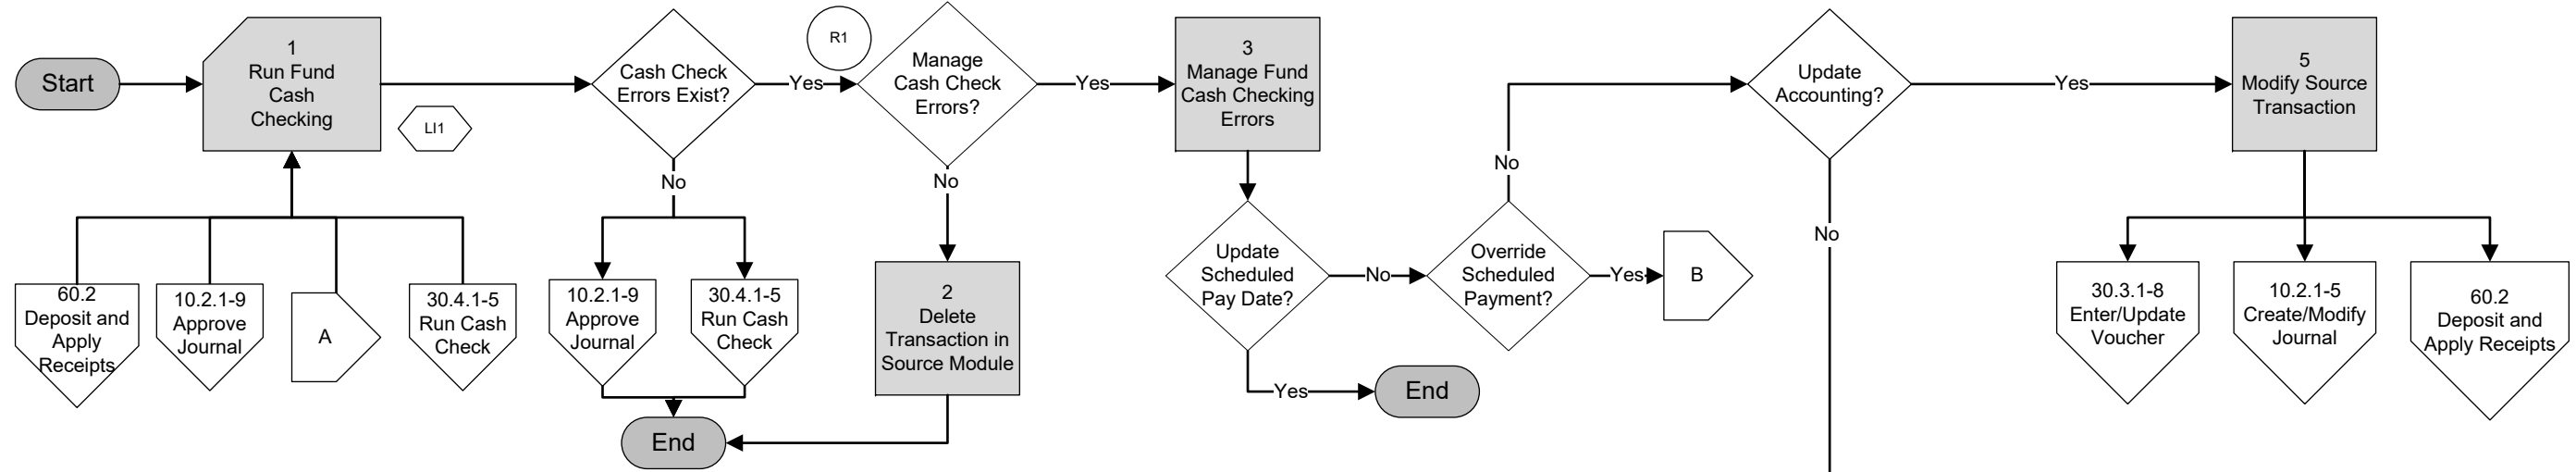 Start
1
Run Fund
Cash
Checking
LI1
Cash Check
Errors Exist?
Yes
R1
Manage
Cash Check
Errors?
Yes
3
Manage Fund
Cash Checking
Errors
Update
Accounting?
Yes
5
Modify Source
Transaction
No
No
No
No
60.2
Deposit and
Apply
Receipts
10.2.1-9
Approve
Journal
A
30.4.1-5
Run Cash
Check
10.2.1-9
Approve
Journal
30.4.1-5
Run Cash
Check
2
Delete
Transaction in
Source Module
Update
Scheduled
Pay Date?
No
Override
Scheduled
Payment?
Yes
B
30.3.1-8
Enter/Update
Voucher
10.2.1-5
Create/Modify
Journal
60.2
Deposit and
Apply Receipts
Yes
End
End